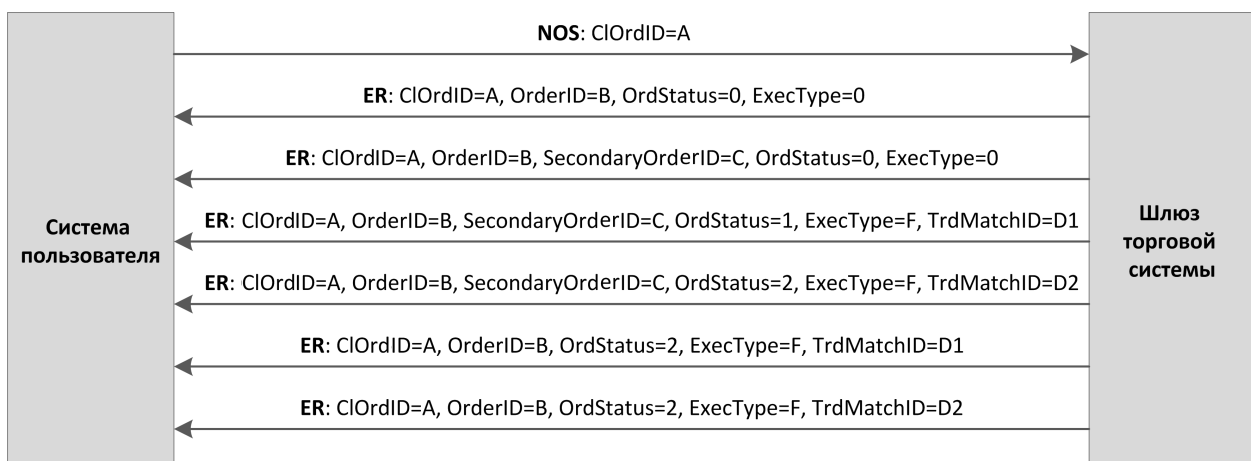 NOS: ClOrdID=A
ER: ClOrdID=A, OrderID=B, OrdStatus=0, ExecType=0
ER: ClOrdID=A, OrderID=B, SecondaryOrderID=C, OrdStatus=0, ExecType=0
ER: ClOrdID=A, OrderID=B, SecondaryOrderID=C, OrdStatus=1, ExecType=F, TrdMatchID=D1
ER: ClOrdID=A, OrderID=B, SecondaryOrderID=C, OrdStatus=2, ExecType=F, TrdMatchID=D2
ER: ClOrdID=A, OrderID=B, OrdStatus=2, ExecType=F, TrdMatchID=D1
ER: ClOrdID=A, OrderID=B, OrdStatus=2, ExecType=F, TrdMatchID=D2
Система
пользователя
Шлюз
торговой
системы